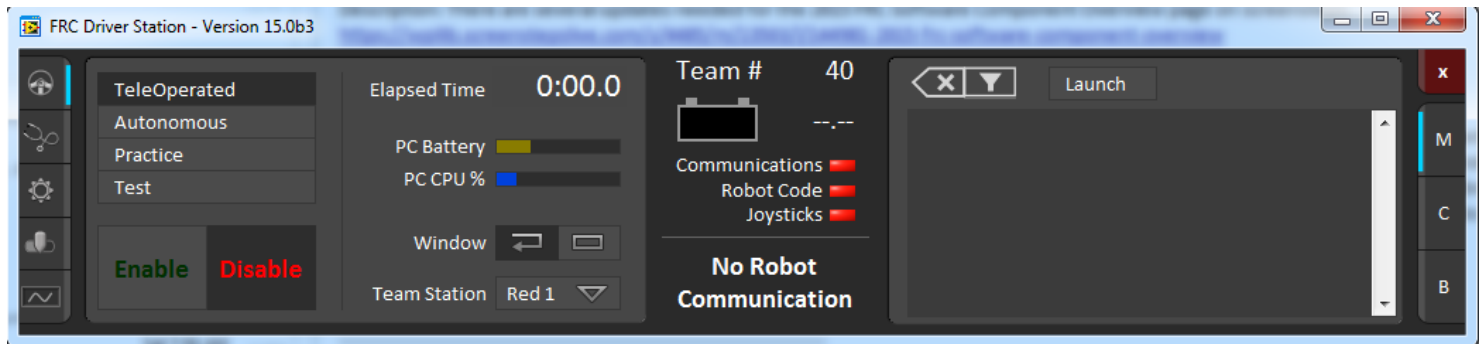 FRC Driver Station - Version 15.0b3
TeleOperated
Autonomous
Practice
Test
Enable Disable
Elapsed Time 0:00.0
PC Battery
PC CPU %
Window
Team Station Red 1
Team # 40
--.--
Communications
Robot Code
Joysticks
No Robot
Communication
Launch
x
M
C
B